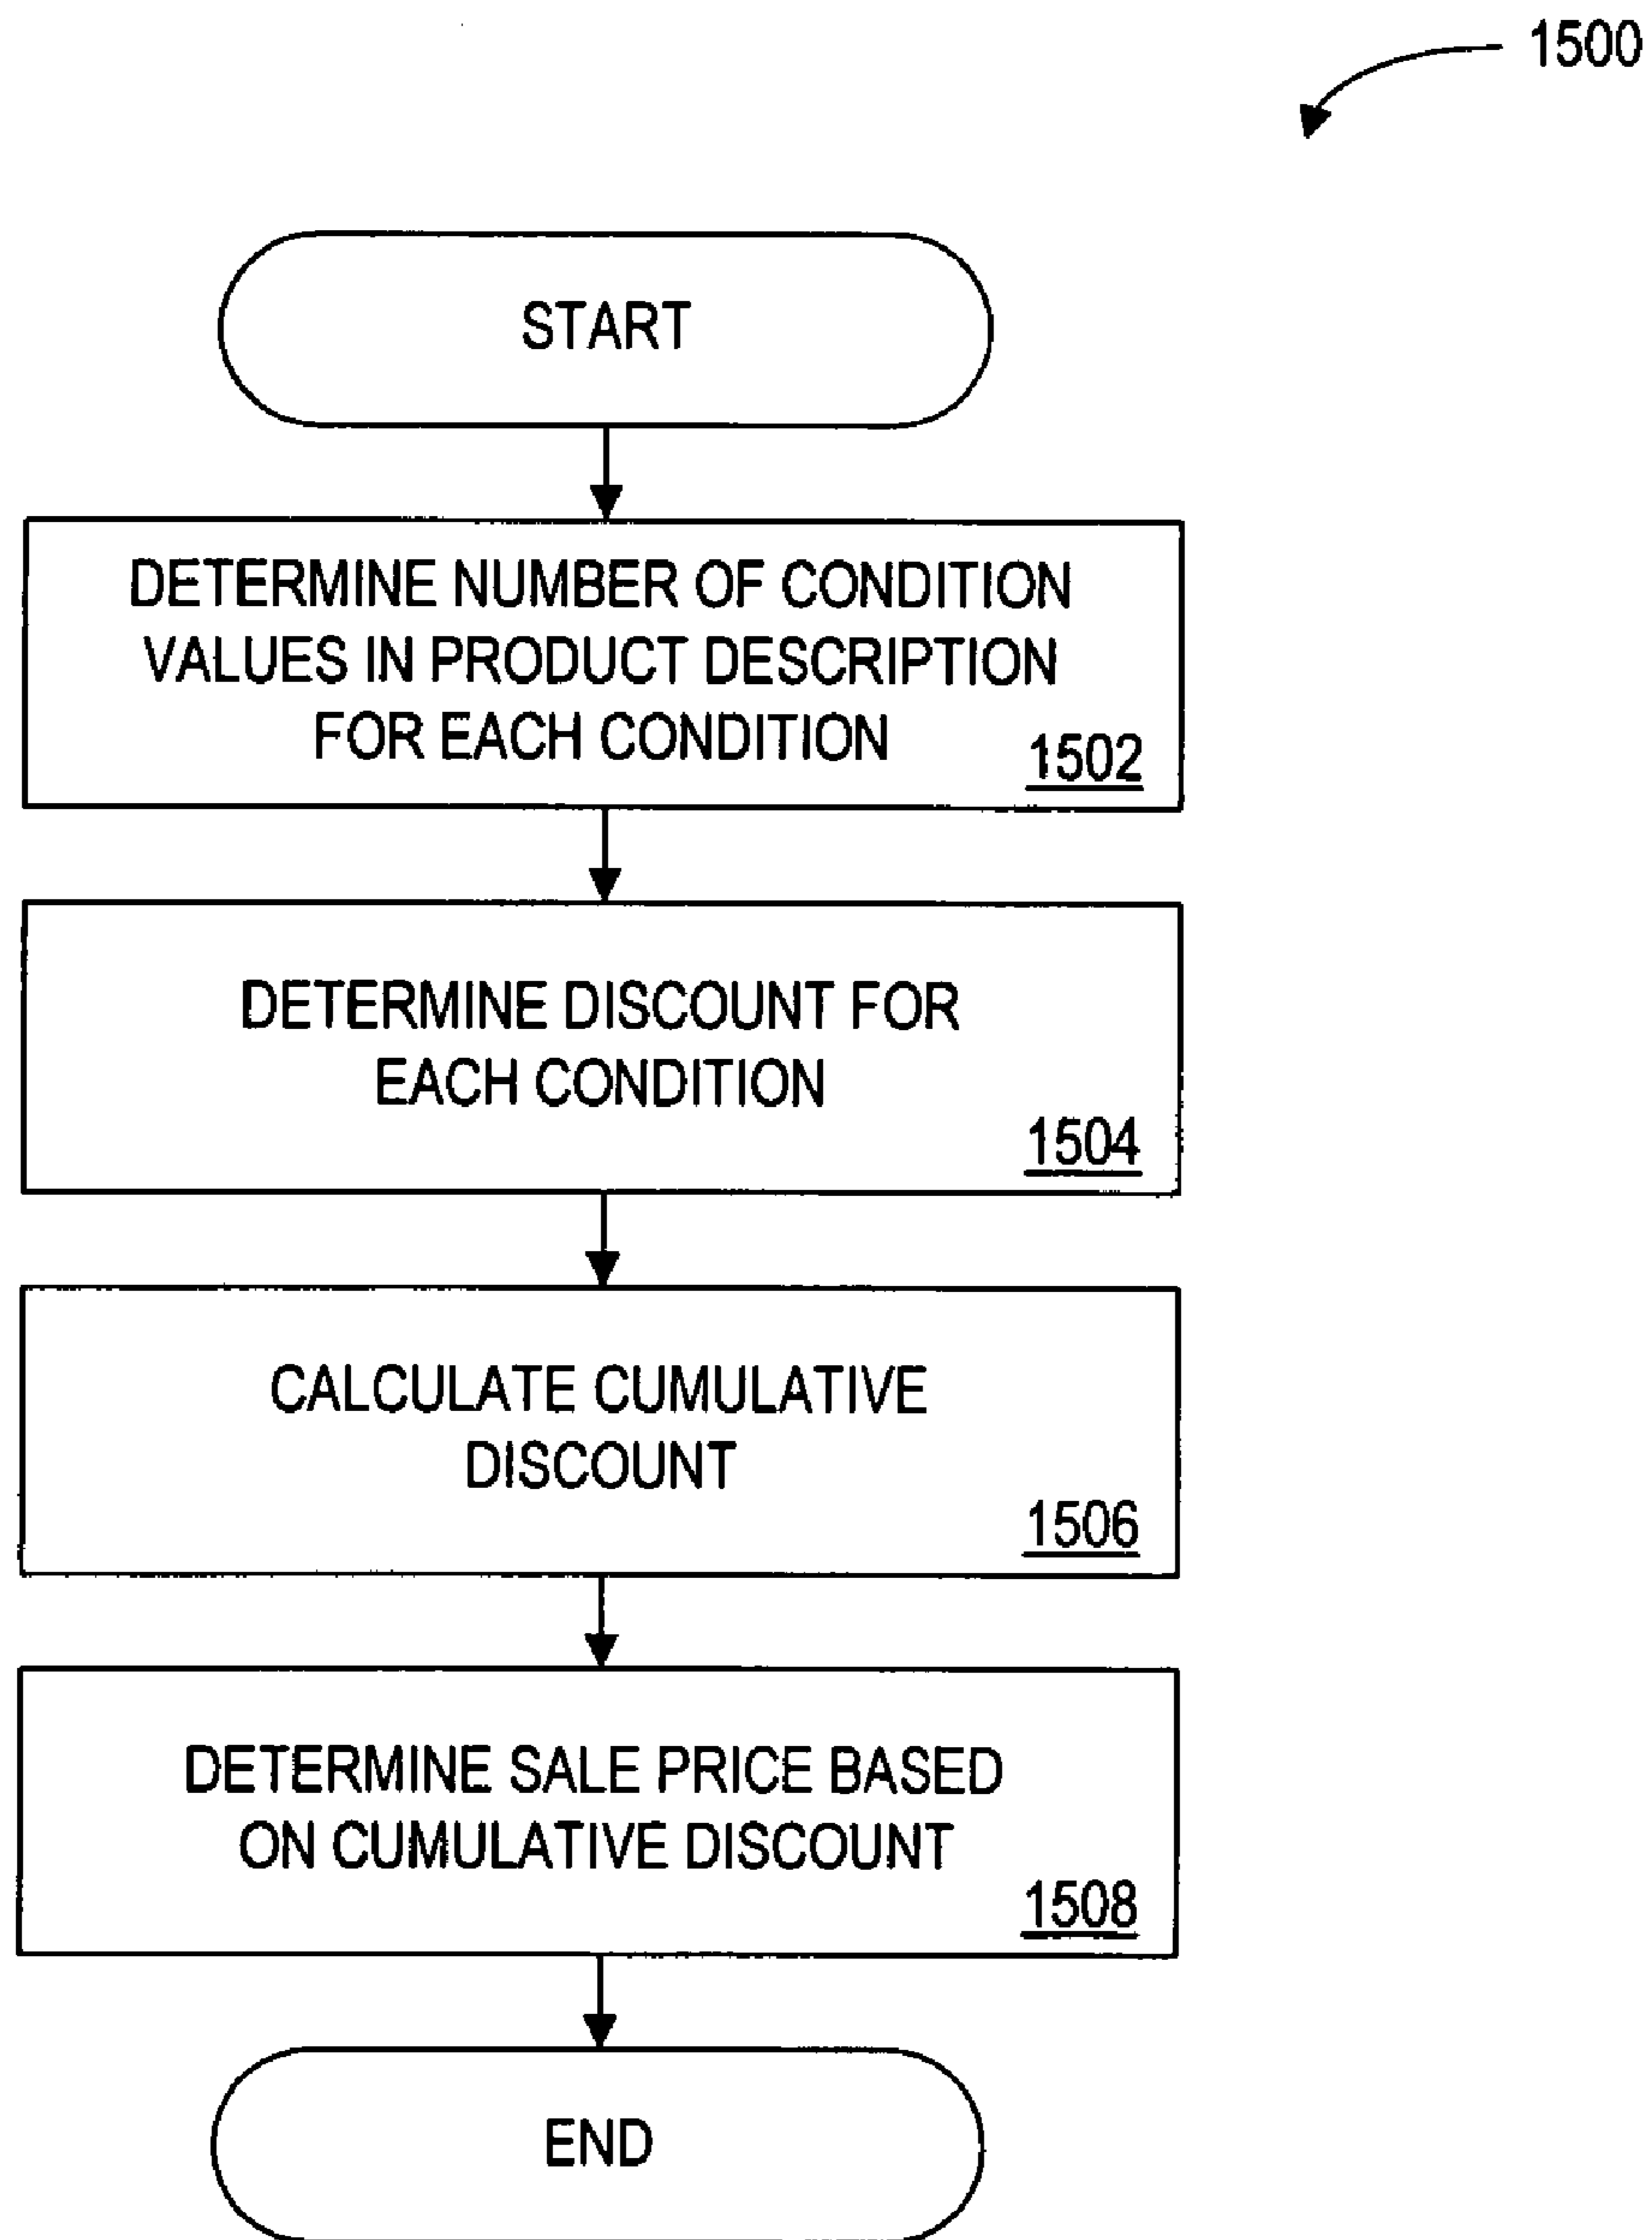 1500
START
DETERMINE NUMBER OF CONDITION
VALUES IN PRODUCT DESCRIPTION
FOR EACH CONDITION
1502
DETERMINE DISCOUNT FOR
EACH CONDITION
1504
CALCULATE CUMULATIVE
DISCOUNT
1506
DETERMINE SALE PRICE BASED
ON CUMULATIVE DISCOUNT
1508
END